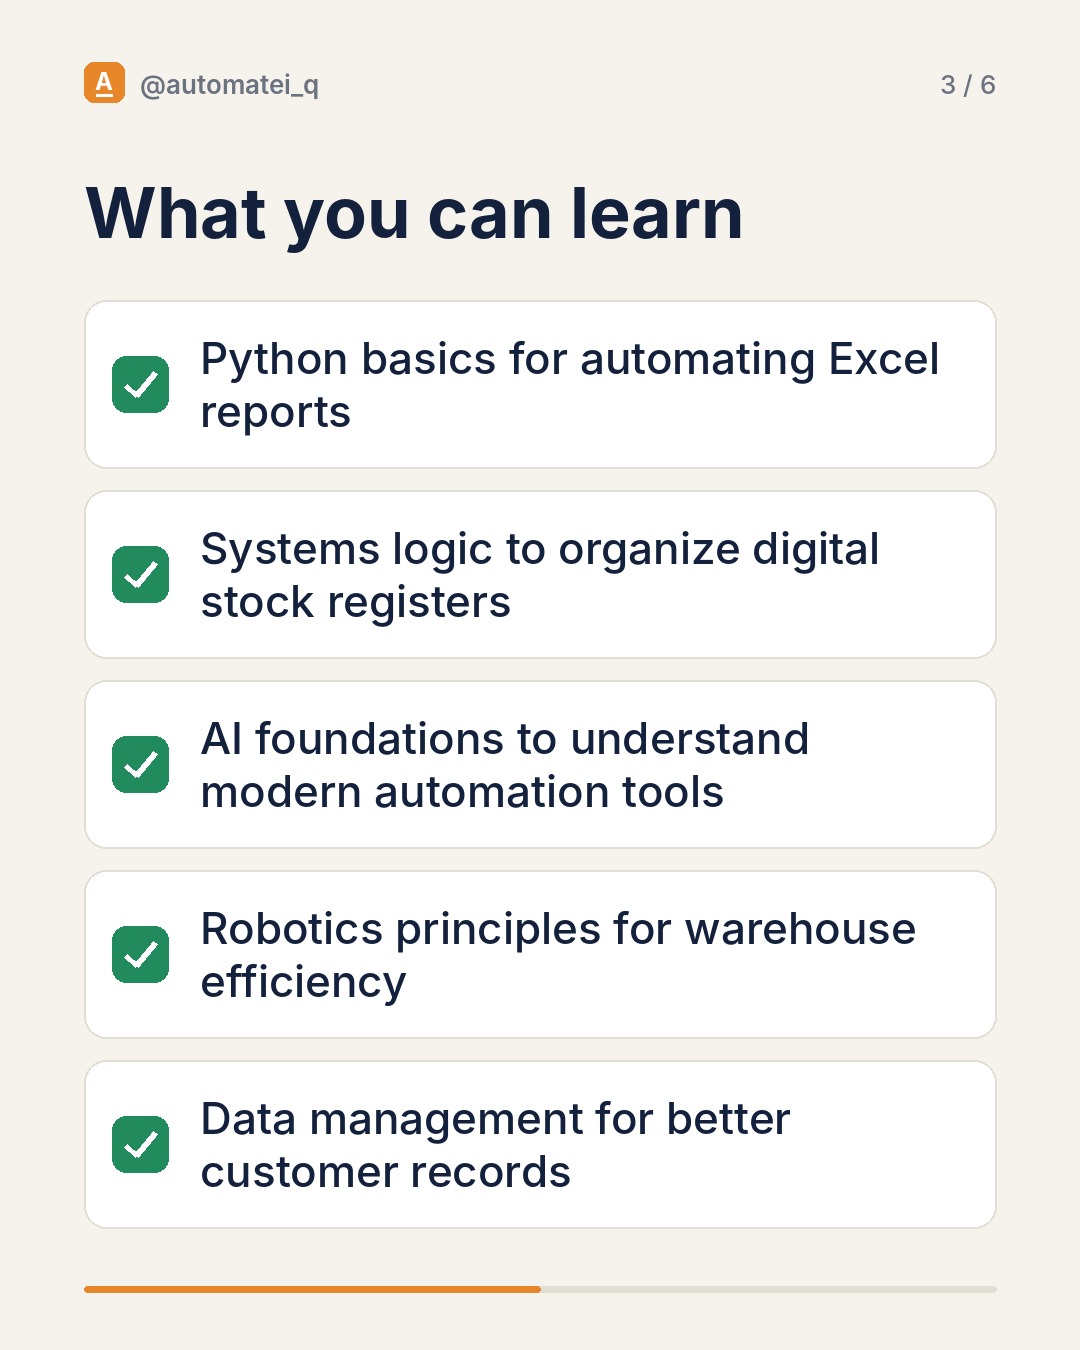 A
@automatei_q
3 / 6
What you can learn
Python basics for automating Excel
reports
Systems logic to organize digital
stock registers
AI foundations to understand
modern automation tools
Robotics principles for warehouse
efficiency
Data management for better
customer records